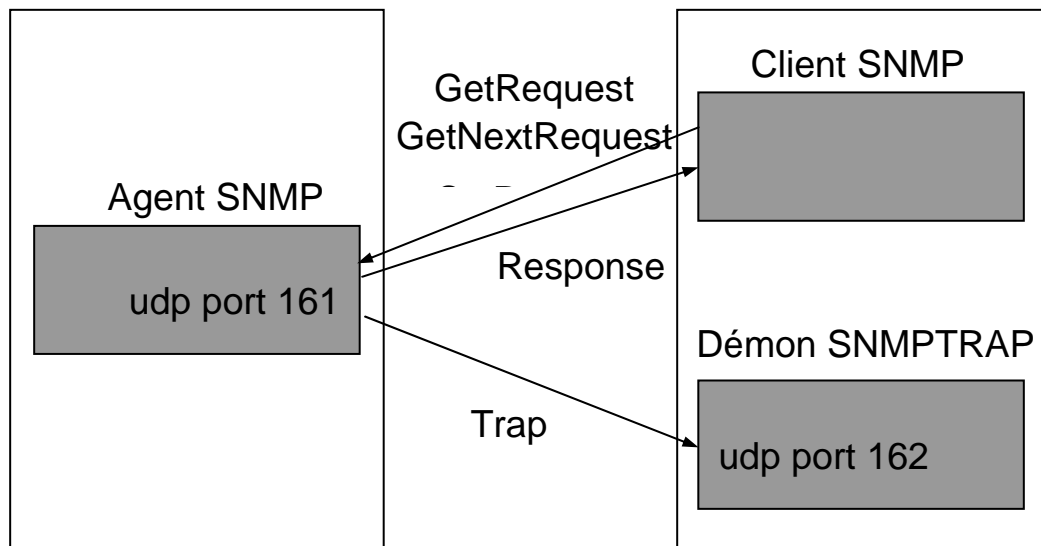 Client SNMP
GetRequest
GetNextRequest
Agent SNMP
Response
udp port 161
Démon SNMPTRAP
Trap
udp port 162